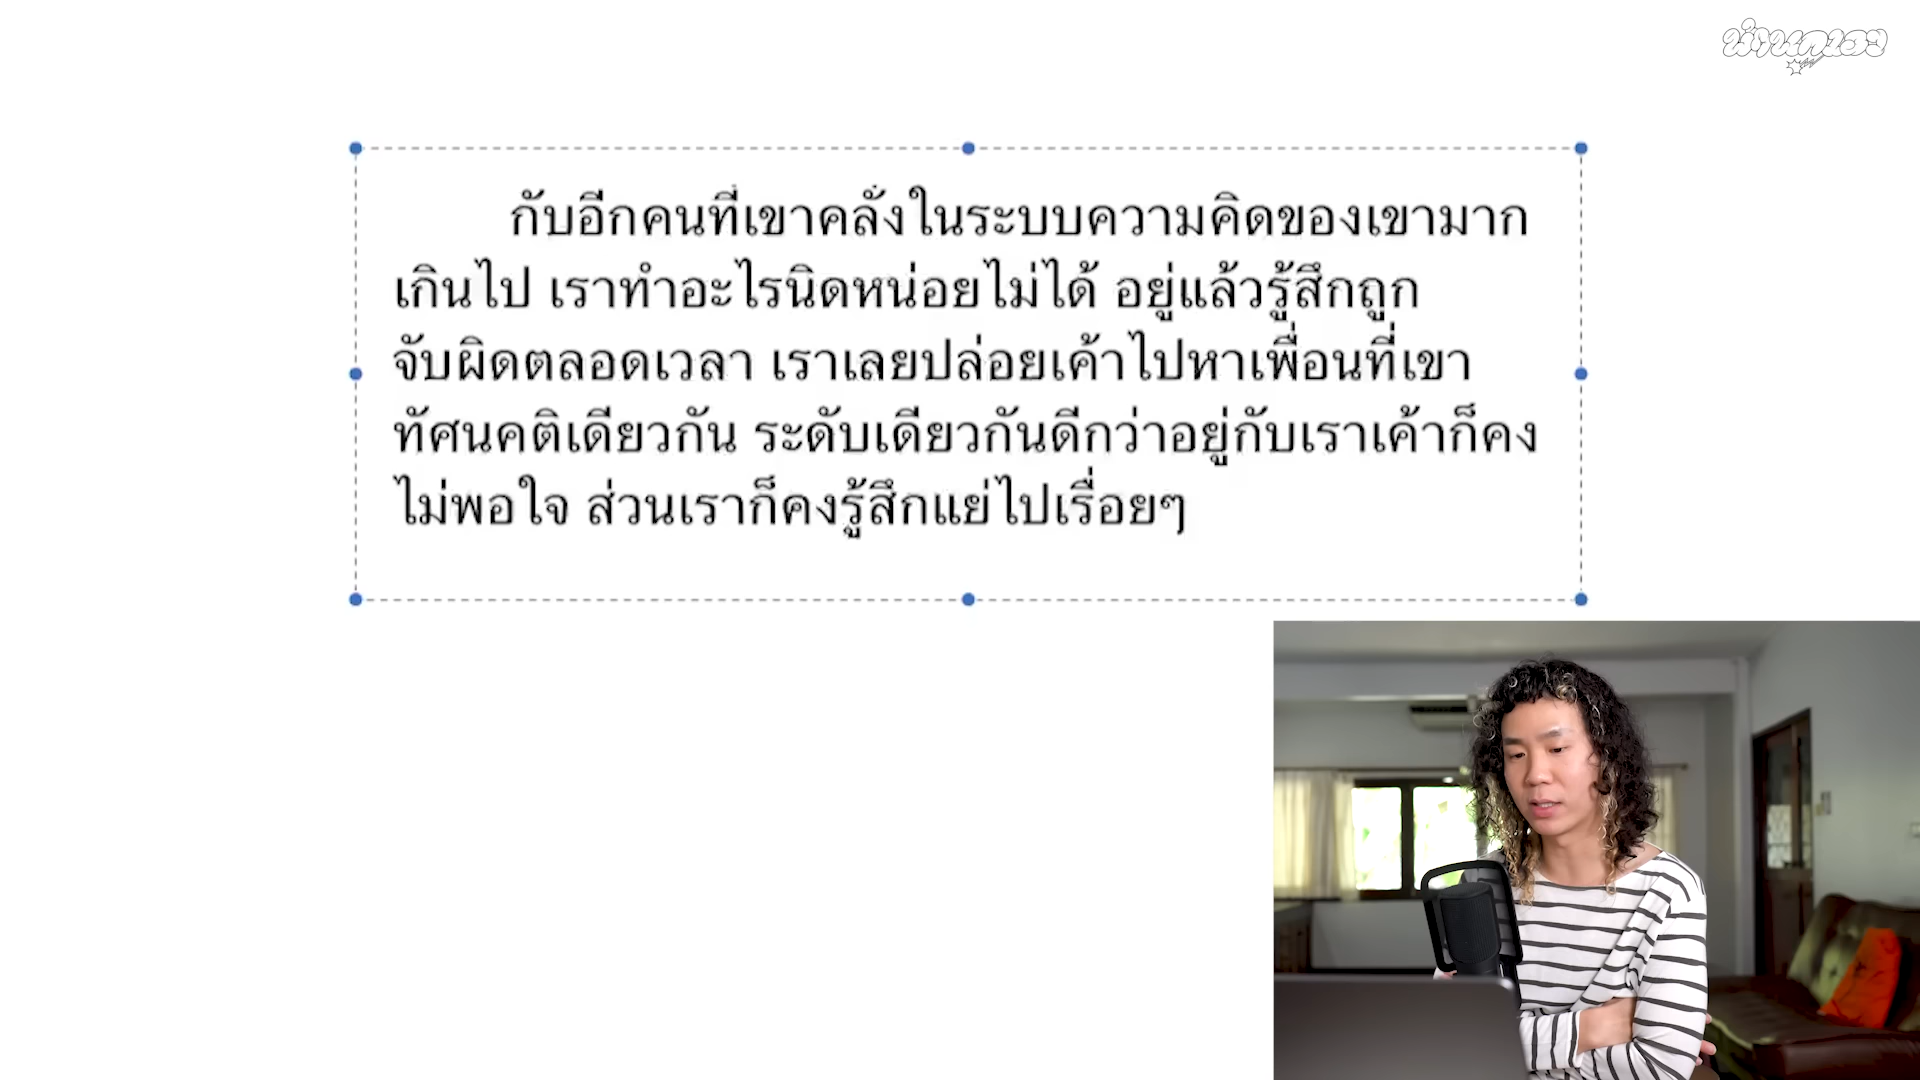 น่านกูเอง
กับอีกคนที่เขาคลั่งในระบบความคิดของเขามาก
เกินไป เราทำอะไรนิดหน่อยไม่ได้ อยู่แล้วรู้สึกถูก
จับผิดตลอดเวลา เราเลยปล่อยเค้าไปหาเพื่อนที่เขา
ทัศนคติเดียวกัน ระดับเดียวกันดีกว่าอยู่กับเราเค้าก็คง
ไม่พอใจ ส่วนเราก็คงรู้สึกแย่ไปเรื่อยๆ